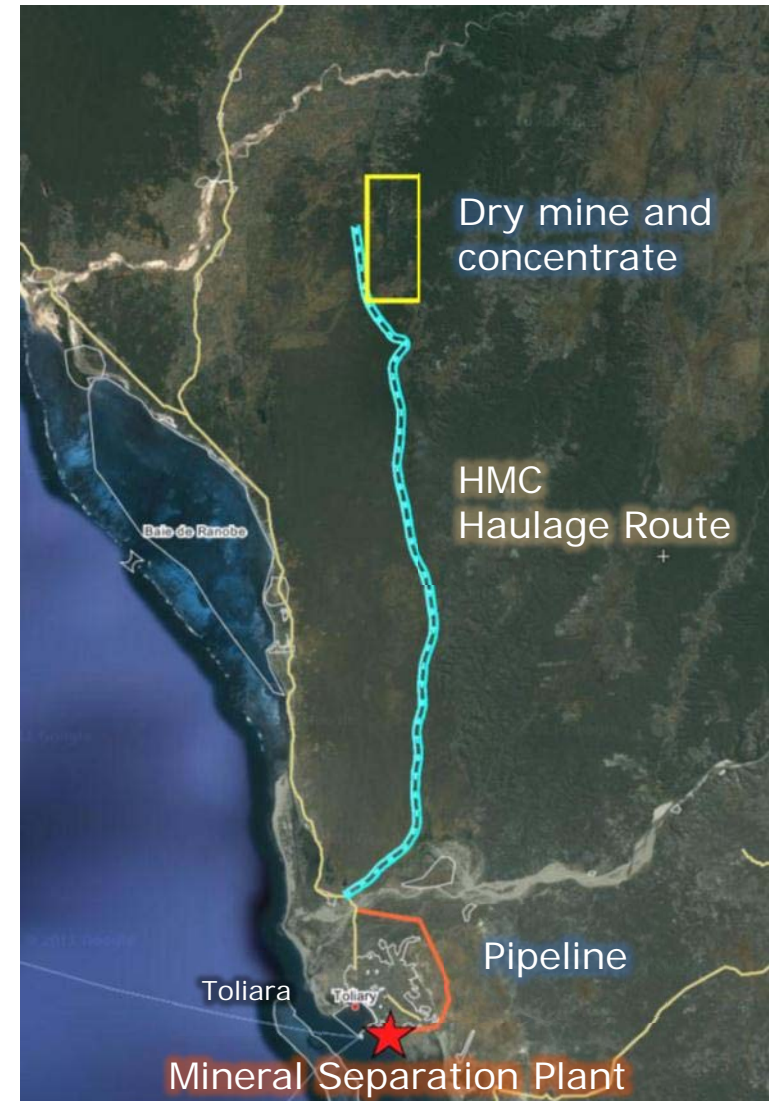 Dry mine and
concentrate
HMC
Haulage Route
Baie de Ranobe
Pipeline
Toliara
Toliary
Mineral Separation Plant